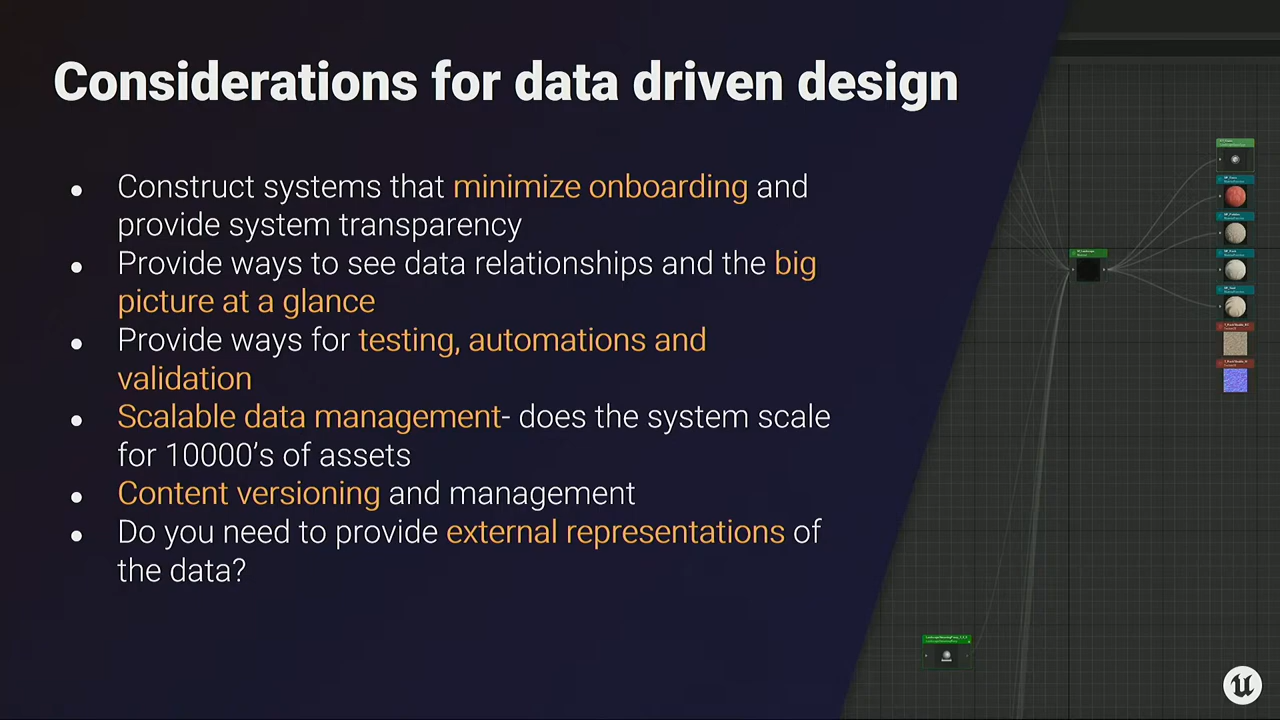 Considerations for data driven design
● Construct systems that minimize onboarding and
provide system transparency
● Provide ways to see data relationships and the big
picture at a glance
● Provide ways for testing, automations and
validation
● Scalable data management- does the system scale
for 10000’s of assets
● Content versioning and management
● Do you need to provide external representations of
the data?